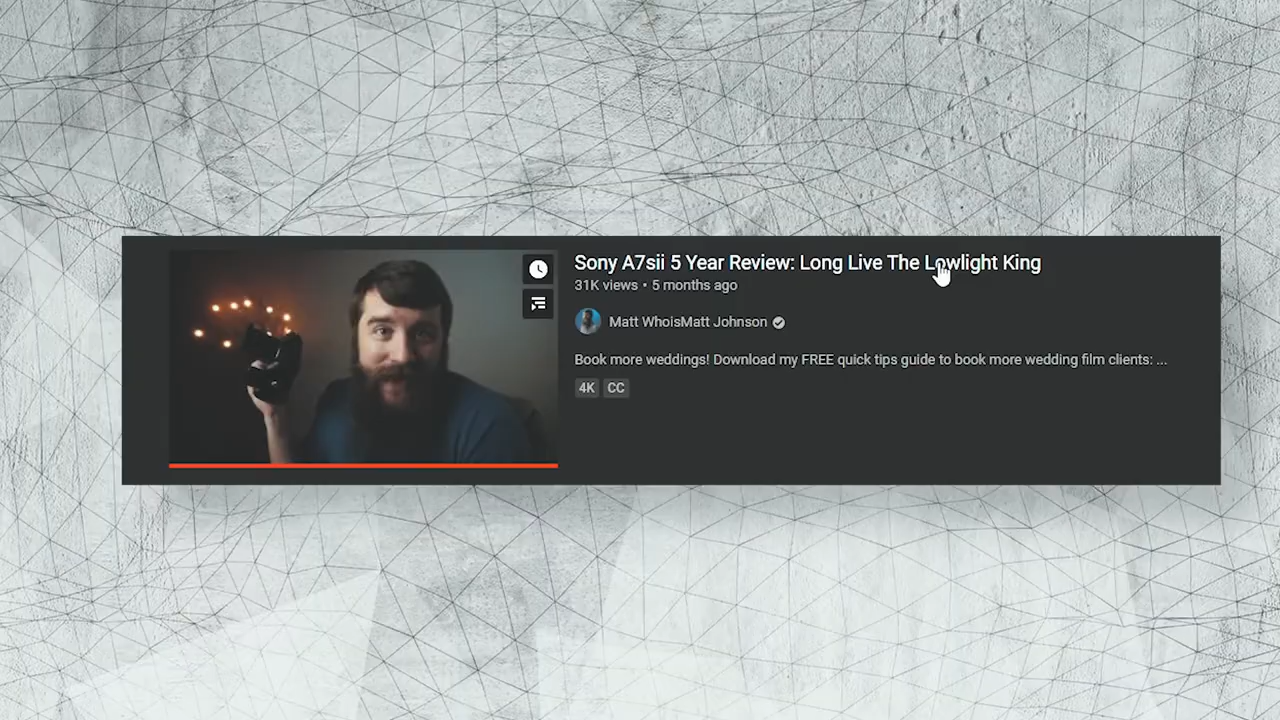 Sony A7sii 5 Year Review: Long Live The Lowlight King
31K views • 5 months ago
Matt WhoisMatt Johnson
Book more weddings! Download my FREE quick tips guide to book more wedding film clients: ...
4K CC